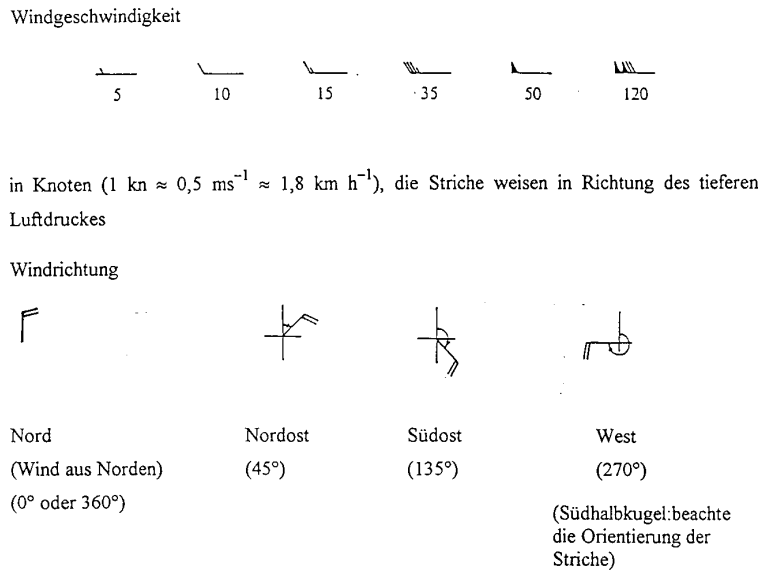 Windgeschwindigkeit
5 10 15 35 50 120
in Knoten (1 kn ≈ 0,5 ms⁻¹ ≈ 1,8 km h⁻¹), die Striche weisen in Richtung des tieferen
Luftdruckes
Windrichtung
Nord Nordost Südost West
(Wind aus Norden) (45°) (135°) (270°)
(0° oder 360°)
(Südhalbkugel:beachte
die Orientierung der
Striche)